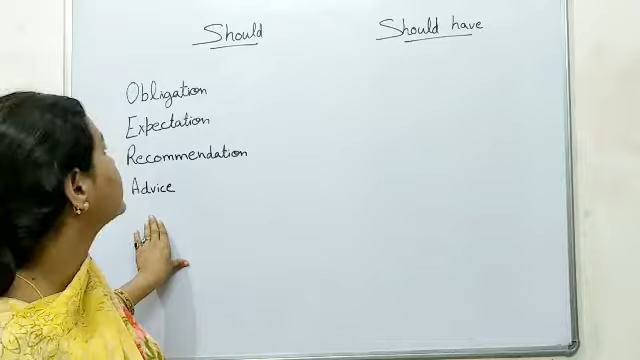 Should
Should have
Obligation
Expectation
Recommendation
Advice